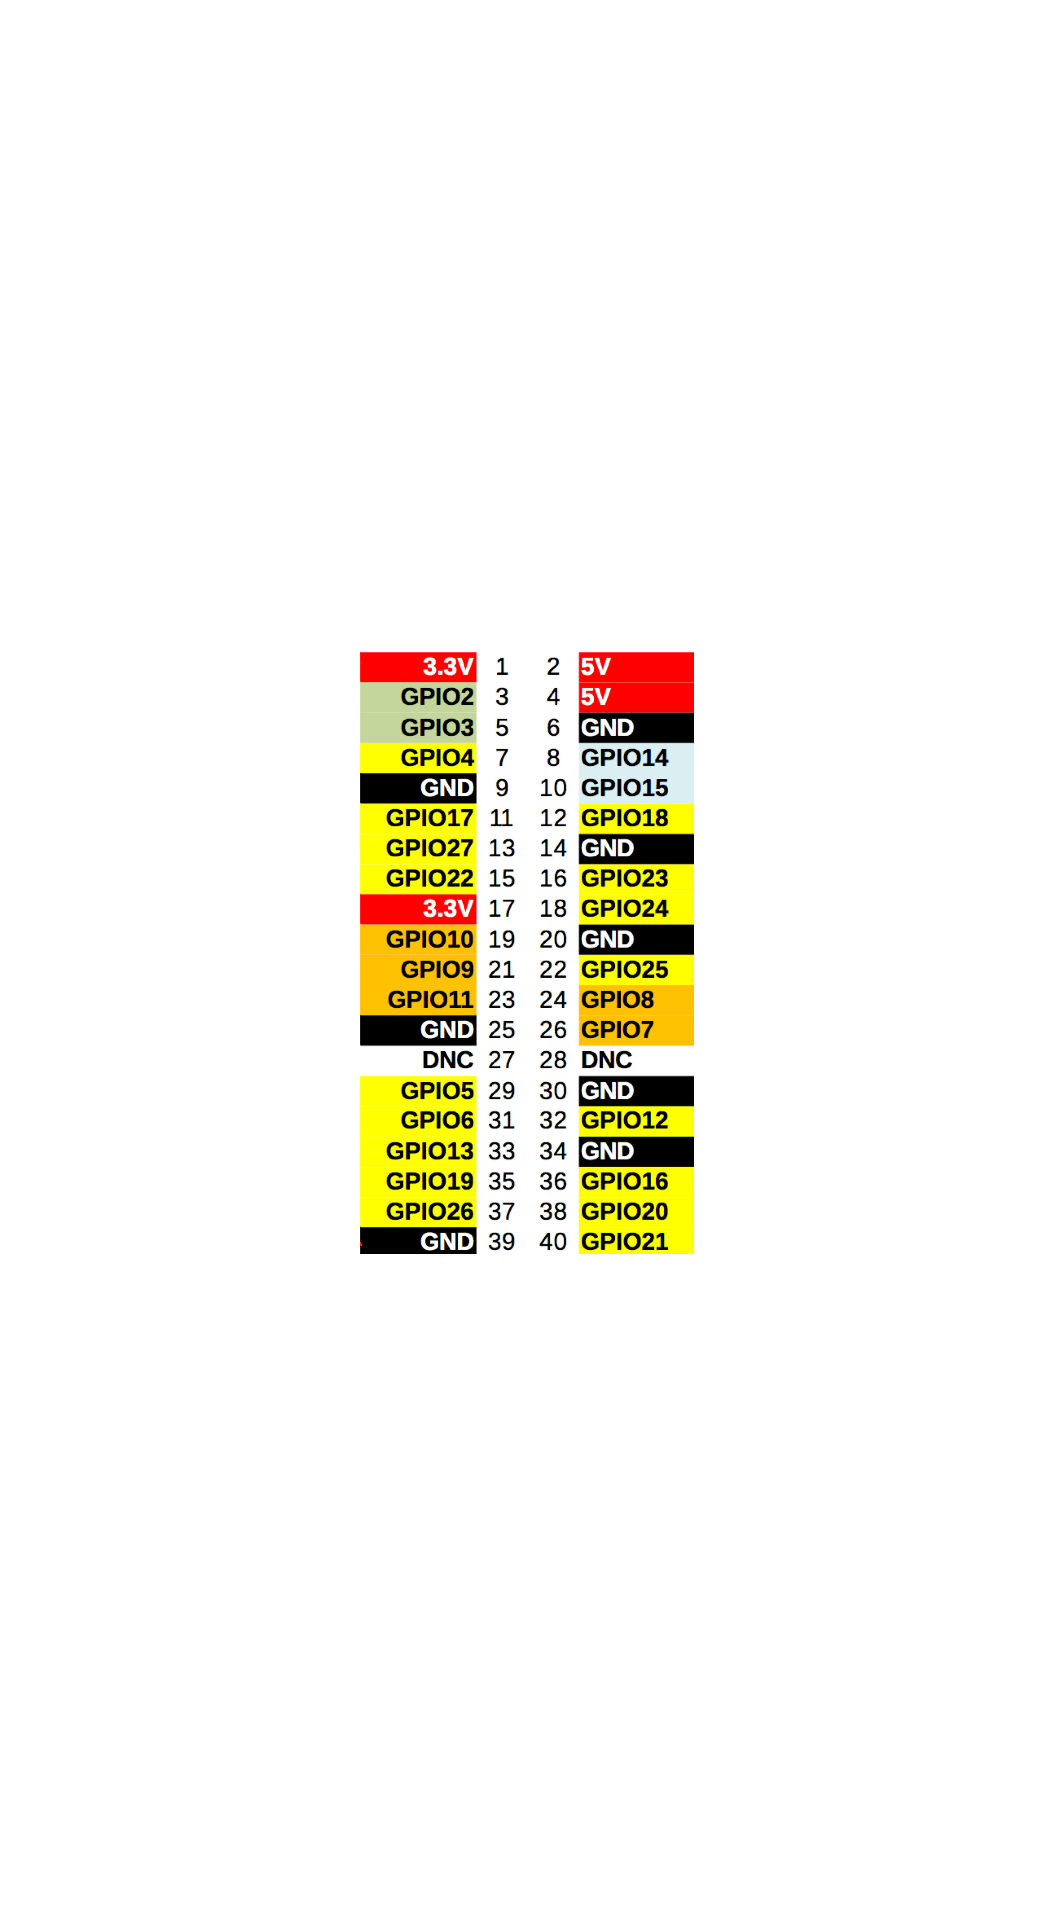 3.3V 1 2 5V
GPIO2 3 4 5V
GPIO3 5 6 GND
GPIO4 7 8 GPIO14
GND 9 10 GPIO15
GPIO17 11 12 GPIO18
GPIO27 13 14 GND
GPIO22 15 16 GPIO23
3.3V 17 18 GPIO24
GPIO10 19 20 GND
GPIO9 21 22 GPIO25
GPIO11 23 24 GPIO8
GND 25 26 GPIO7
DNC 27 28 DNC
GPIO5 29 30 GND
GPIO6 31 32 GPIO12
GPIO13 33 34 GND
GPIO19 35 36 GPIO16
GPIO26 37 38 GPIO20
GND 39 40 GPIO21